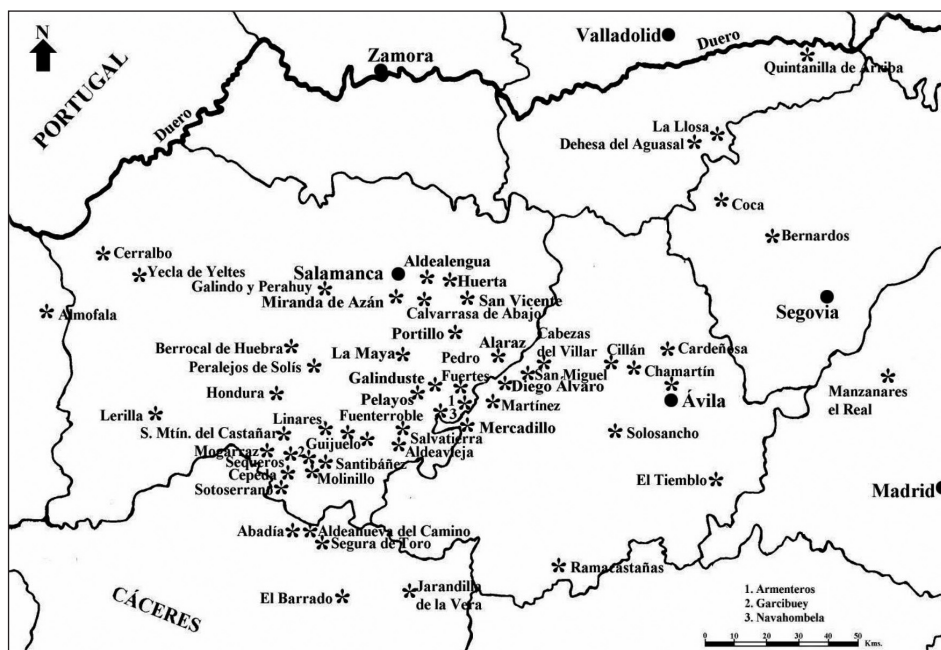 N
PORTUGAL
Duero
Zamora
Valladolid
Duero
Quintanilla de Arriba
La Llosa
Dehesa del Aguasal
Coca
Bernardos
Segovia
Cerralbo
Yecla de Yeltes
Almofala
Salamanca
Aldealengua
Galindo y Perahuy
Huerta
Miranda de Azán
San Vicente
Calvarrasa de Abajo
Portillo
Berrocal de Huebra
La Maya
Pedro
Fuertes
Alaraz
Cabezas
del Villar
Cillán
Cardeñosa
Chamartín
Peralejos de Solís
Galinduste
San Miguel
Diego Álvaro
Manzanares
el Real
Hondura
Pelayos
1
3
Martínez
Ávila
Lerilla
Linares
Fuenterroble
Mercadillo
Solosancho
S. Mtín. del Castañar
Guijuelo
Salvatierra
Aldeavieja
Mogarraz
2
Sequeros
Santibáñez
Cepeda
Molinillo
El Tiemblo
Madrid
Sotoserrano
Abadía
Aldeanueva del Camino
Segura de Toro
Ramacastañas
El Barrado
Jarandilla
de la Vera
CÁCERES
1. Armenteros
2. Garcibuey
3. Navahombela
0 10 20 30 40 50
Kms.